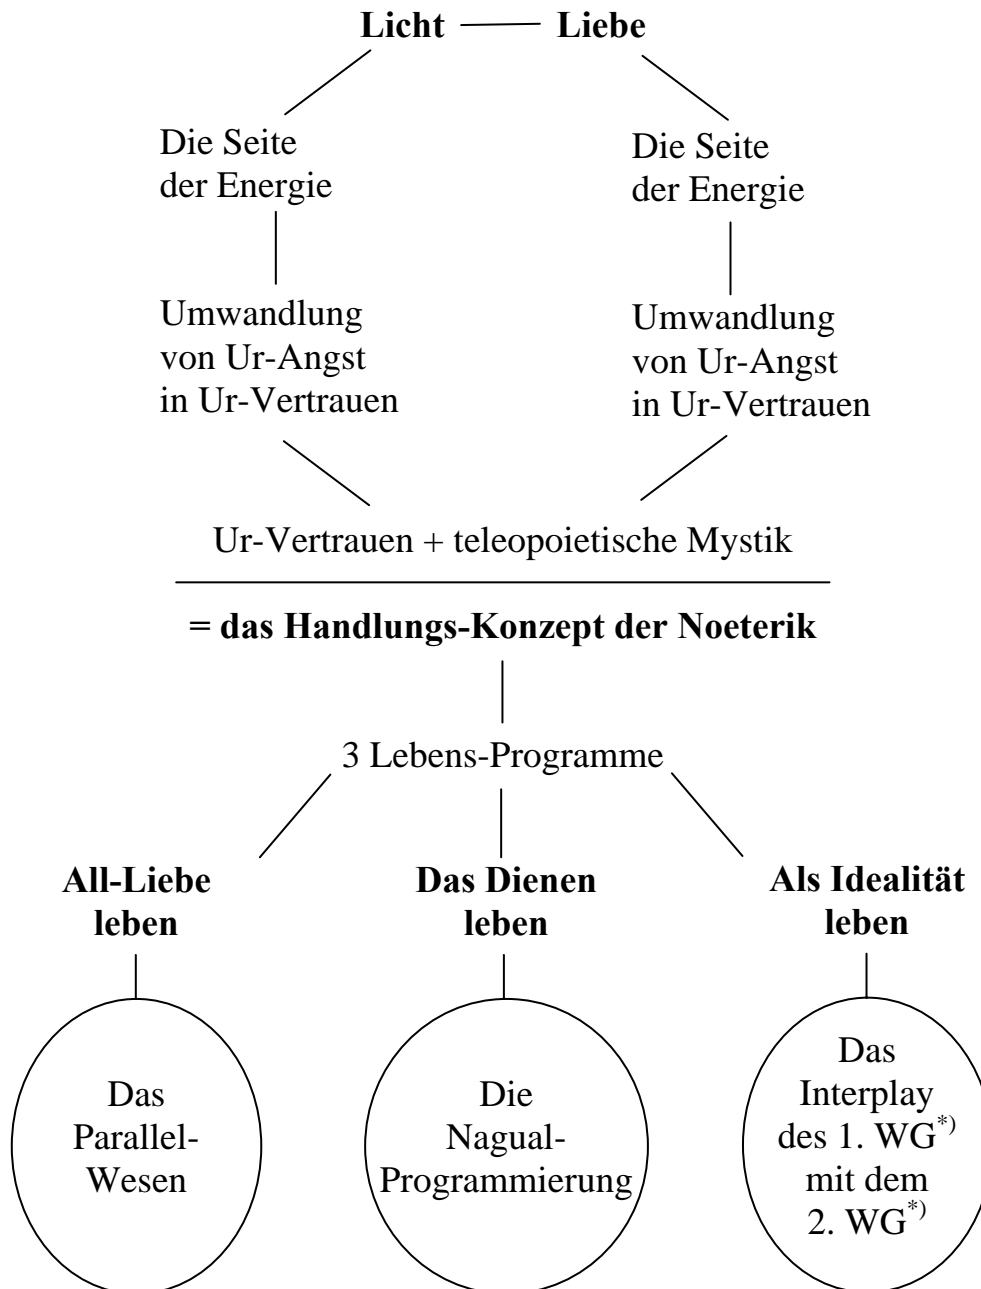 Licht Liebe
Die Seite
der Energie
Die Seite
der Energie
Umwandlung
von Ur-Angst
in Ur-Vertrauen
Umwandlung
von Ur-Angst
in Ur-Vertrauen
Ur-Vertrauen + teleopoietische Mystik
= das Handlungs-Konzept der Noeterik
3 Lebens-Programme
All-Liebe
leben
Das Dienen
leben
Als Idealität
leben
Das
Parallel-
Wesen
Die
Nagual-
Programmierung
Das
Interplay
des 1. WG*)
mit dem
2. WG*)